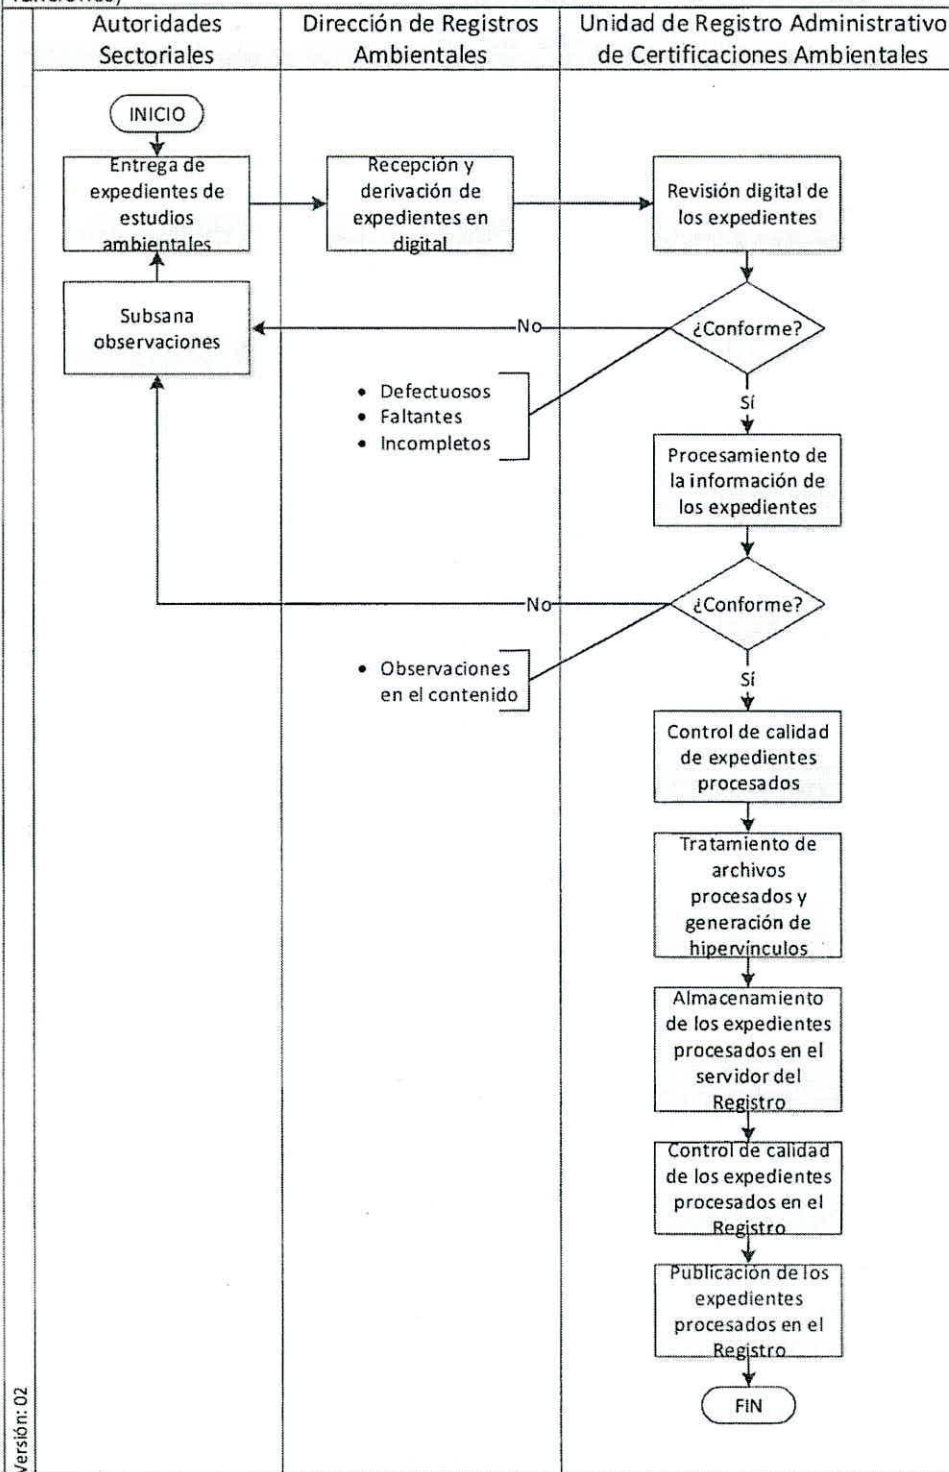 Autoridades
Sectoriales
Dirección de Registros
Ambientales
Unidad de Registro Administrativo
de Certificaciones Ambientales
INICIO
Entrega de
expedientes de
estudios
ambientales
Recepción y
derivación de
expedientes en
digital
Revisión digital de
los expedientes
Subsana
observaciones
No
¿Conforme?
• Defectuosos
• Faltantes
• Incompletos
Sí
Procesamiento de
la información de
los expedientes
No
¿Conforme?
• Observaciones
en el contenido
Sí
Control de calidad
de expedientes
procesados
Tratamiento de
archivos
procesados y
generación de
hipervínculos
Almacenamiento
de los expedientes
procesados en el
servidor del
Registro
Control de calidad
de los expedientes
procesados en el
Registro
Publicación de los
expedientes
procesados en el
Registro
FIN
Versión: 02